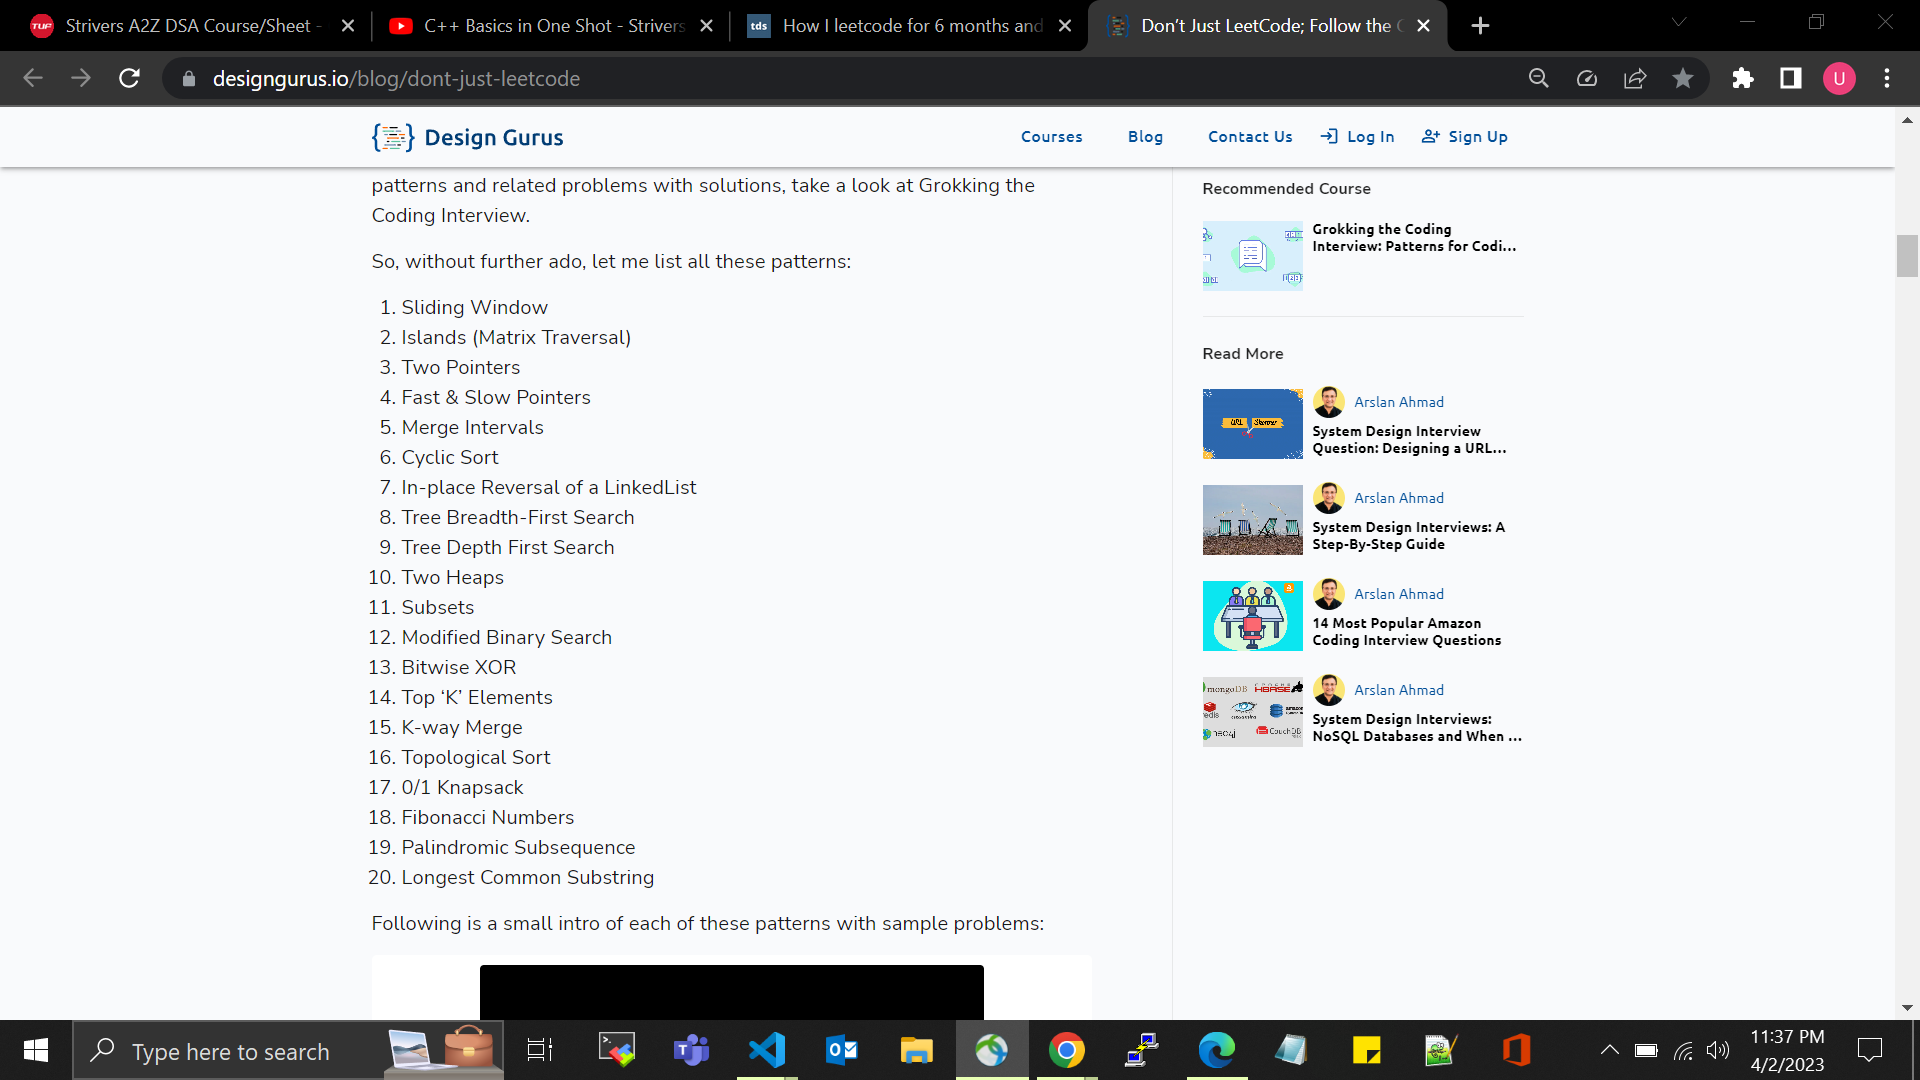 Strivers A2Z DSA Course/Sheet -
C++ Basics in One Shot - Strivers
tds
How I leetcode for 6 months and
Don’t Just LeetCode; Follow the
designgurus.io/blog/dont-just-leetcode
U
Design Gurus
Courses
Blog
Contact Us
Log In
Sign Up
patterns and related problems with solutions, take a look at Grokking the
Coding Interview.
So, without further ado, let me list all these patterns:
1. Sliding Window
2. Islands (Matrix Traversal)
3. Two Pointers
4. Fast & Slow Pointers
5. Merge Intervals
6. Cyclic Sort
7. In-place Reversal of a LinkedList
8. Tree Breadth-First Search
9. Tree Depth First Search
10. Two Heaps
11. Subsets
12. Modified Binary Search
13. Bitwise XOR
14. Top ‘K’ Elements
15. K-way Merge
16. Topological Sort
17. 0/1 Knapsack
18. Fibonacci Numbers
19. Palindromic Subsequence
20. Longest Common Substring
Following is a small intro of each of these patterns with sample problems:
Recommended Course
Grokking the Coding
Interview: Patterns for Codi...
Read More
URL
Arslan Ahmad
System Design Interview
Question: Designing a URL...
Arslan Ahmad
System Design Interviews: A
Step-By-Step Guide
Arslan Ahmad
14 Most Popular Amazon
Coding Interview Questions
mongoDB
HBASE
redis
neo4j
CouchDB
Arslan Ahmad
System Design Interviews:
NoSQL Databases and When ...
Type here to search
11:37 PM
4/2/2023